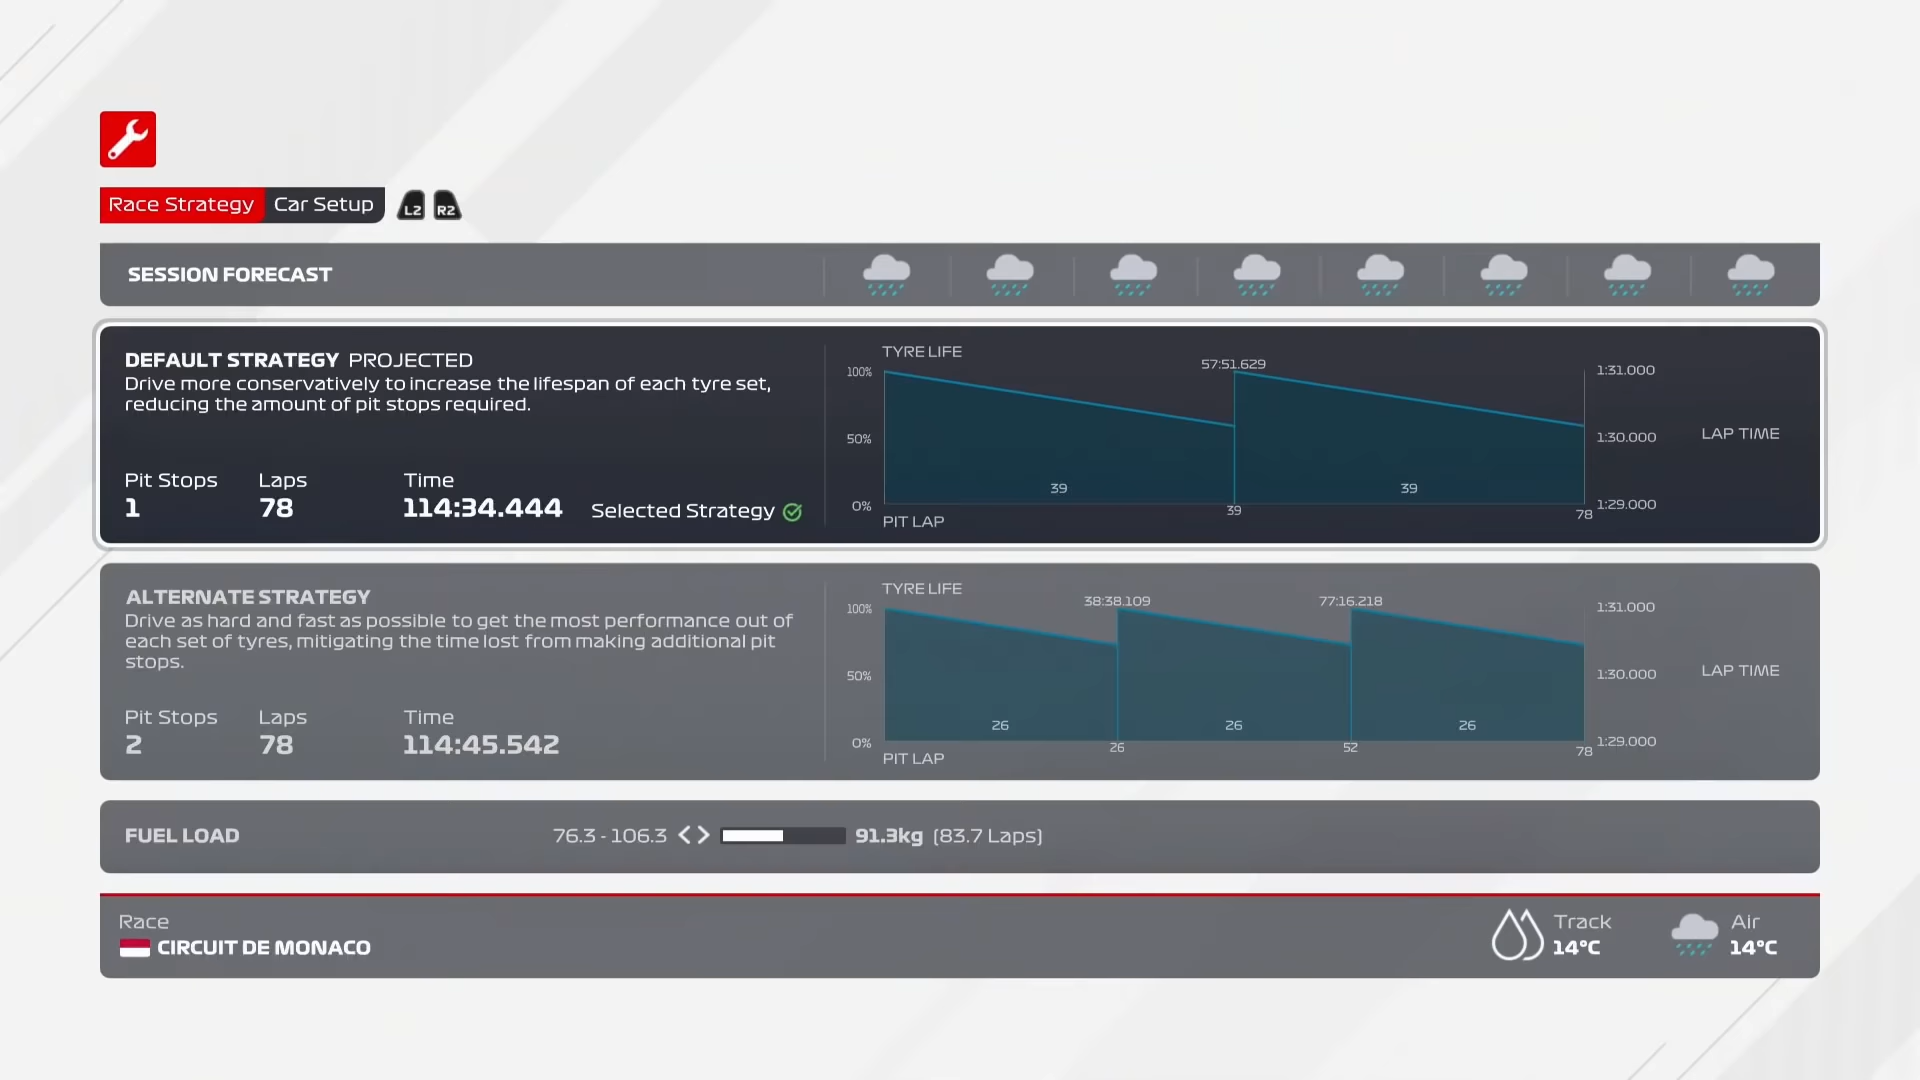 Race Strategy Car Setup L2 R2
SESSION FORECAST
DEFAULT STRATEGY PROJECTED
Drive more conservatively to increase the lifespan of each tyre set,
reducing the amount of pit stops required.
Pit Stops Laps Time
1 78 114:34.444 Selected Strategy
TYRE LIFE
57:51.629
100%
50%
0%
39 39
39 78
PIT LAP
1:31.000
1:30.000
1:29.000
LAP TIME
ALTERNATE STRATEGY
Drive as hard and fast as possible to get the most performance out of
each set of tyres, mitigating the time lost from making additional pit
stops.
Pit Stops Laps Time
2 78 114:45.542
TYRE LIFE
38:38.109 77:16.218
100%
50%
0%
26 26 26
26 52 78
PIT LAP
1:31.000
1:30.000
1:29.000
LAP TIME
FUEL LOAD 76.3 - 106.3 91.3kg (83.7 Laps)
Race
CIRCUIT DE MONACO
Track
14°C
Air
14°C